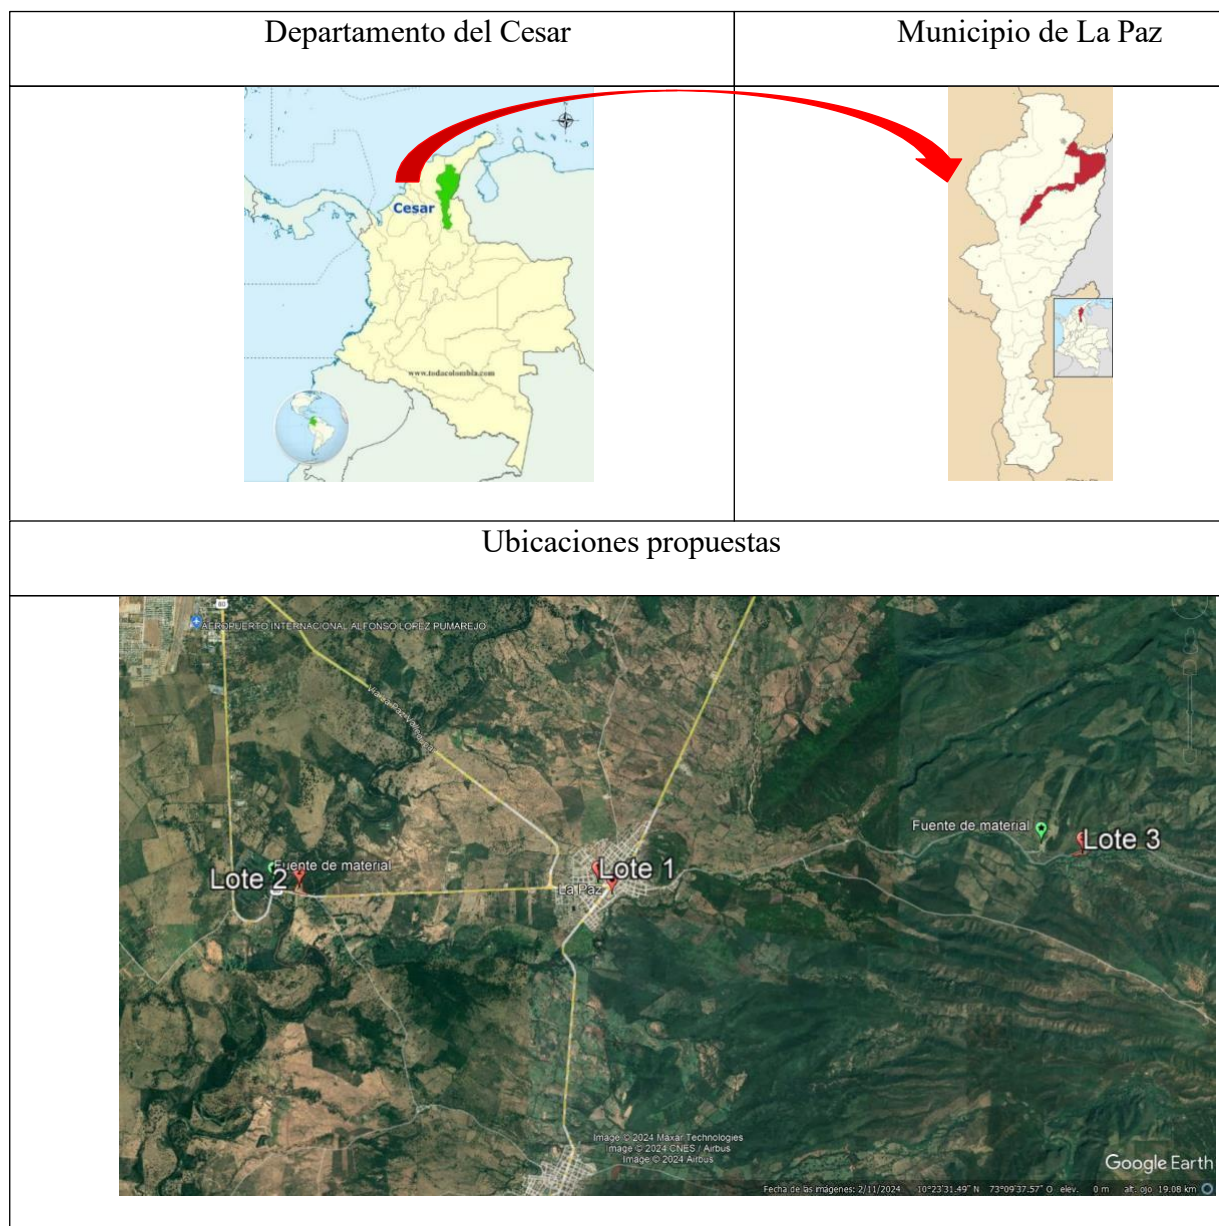 Departamento del Cesar
Municipio de La Paz
Cesar
www.todacolombia.com
Ubicaciones propuestas
80
AEROPUERTO INTERNACIONAL ALFONSO LOPEZ PUMAREJO
Fuente de material
Lote 3
Fuente de material
Lote 2
Lote 1
La Paz
Image © 2024 Maxar Technologies
Image © 2024 CNES / Airbus
Image © 2024 Airbus
Google Earth
Fecha de las imágenes: 2/11/2024 10°23'31.49" N 73°09'37.57" O elev. 0 m alt. ojo 19.08 km